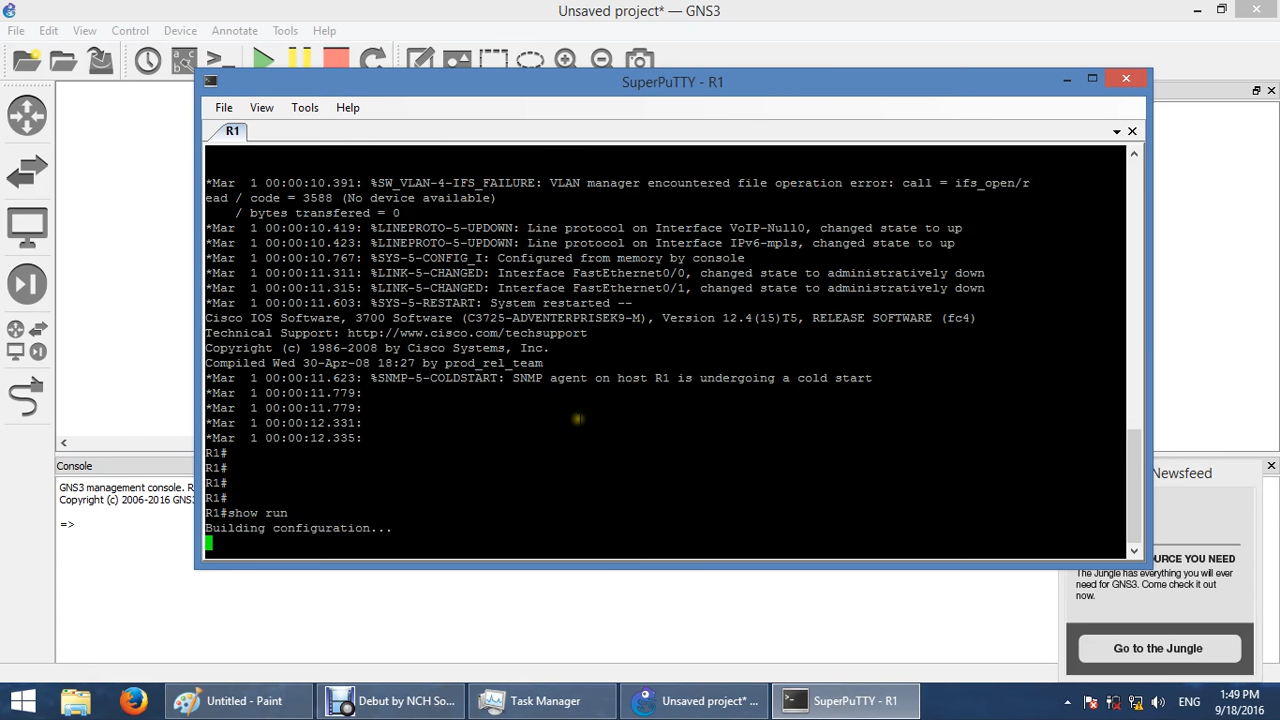 Unsaved project* — GNS3
File Edit View Control Device Annotate Tools Help
SuperPuTTY - R1
File View Tools Help
R1
*Mar  1 00:00:10.391: %SW_VLAN-4-IFS_FAILURE: VLAN manager encountered file operation error: call = ifs_open/r
ead / code = 3588 (No device available)
/ bytes transfered = 0
*Mar  1 00:00:10.419: %LINEPROTO-5-UPDOWN: Line protocol on Interface VoIP-Null0, changed state to up
*Mar  1 00:00:10.423: %LINEPROTO-5-UPDOWN: Line protocol on Interface IPv6-mpls, changed state to up
*Mar  1 00:00:10.767: %SYS-5-CONFIG_I: Configured from memory by console
*Mar  1 00:00:11.311: %LINK-5-CHANGED: Interface FastEthernet0/0, changed state to administratively down
*Mar  1 00:00:11.315: %LINK-5-CHANGED: Interface FastEthernet0/1, changed state to administratively down
*Mar  1 00:00:11.603: %SYS-5-RESTART: System restarted --
Cisco IOS Software, 3700 Software (C3725-ADVENTERPRISEK9-M), Version 12.4(15)T5, RELEASE SOFTWARE (fc4)
Technical Support: http://www.cisco.com/techsupport
Copyright (c) 1986-2008 by Cisco Systems, Inc.
Compiled Wed 30-Apr-08 18:27 by prod_rel_team
*Mar  1 00:00:11.623: %SNMP-5-COLDSTART: SNMP agent on host R1 is undergoing a cold start
*Mar  1 00:00:11.779:
*Mar  1 00:00:11.779:
*Mar  1 00:00:12.331:
*Mar  1 00:00:12.335:
R1#
R1#
R1#
R1#
R1#show run
Building configuration...
Console
GNS3 management console. R
Copyright (c) 2006-2016 GNS3
=>
Newsfeed
OURCE YOU NEED
The Jungle has everything you will ever
need for GNS3. Come check it out
now.
Go to the Jungle
Untitled - Paint
Debut by NCH So...
Task Manager
Unsaved project*...
SuperPuTTY - R1
ENG
1:49 PM
9/18/2016